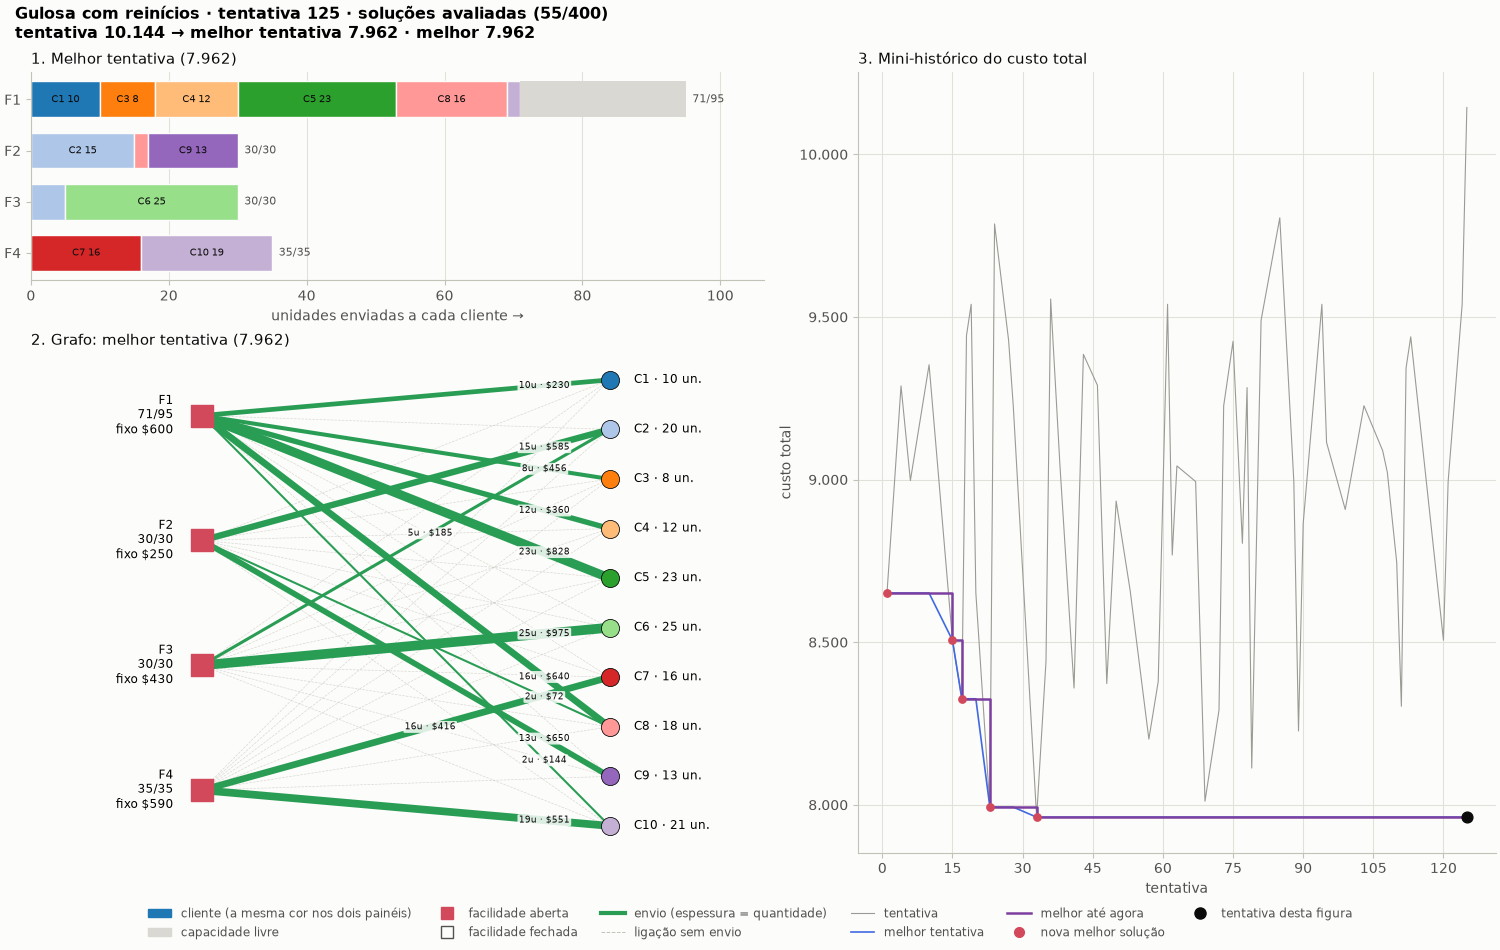 Gulosa com reinícios · tentativa 125 · soluções avaliadas (55/400)
tentativa 10.144 → melhor tentativa 7.962 · melhor 7.962
1. Melhor tentativa (7.962)
F1
C1 10
C3 8
C4 12
C5 23
C8 16
71/95
F2
C2 15
C9 13
30/30
F3
C6 25
30/30
F4
C7 16
C10 19
35/35
0
20
40
60
80
100
unidades enviadas a cada cliente →
2. Grafo: melhor tentativa (7.962)
F1
71/95
fixo $600
F2
30/30
fixo $250
F3
30/30
fixo $430
F4
35/35
fixo $590
10u · $230
15u · $585
8u · $456
12u · $360
5u · $185
23u · $828
25u · $975
16u · $640
2u · $72
16u · $416
13u · $650
2u · $144
19u · $551
C1 · 10 un.
C2 · 20 un.
C3 · 8 un.
C4 · 12 un.
C5 · 23 un.
C6 · 25 un.
C7 · 16 un.
C8 · 18 un.
C9 · 13 un.
C10 · 21 un.
3. Mini-histórico do custo total
custo total
10.000
9.500
9.000
8.500
8.000
0
15
30
45
60
75
90
105
120
tentativa
cliente (a mesma cor nos dois painéis)
capacidade livre
facilidade aberta
facilidade fechada
envio (espessura = quantidade)
ligação sem envio
tentativa
melhor tentativa
melhor até agora
nova melhor solução
tentativa desta figura